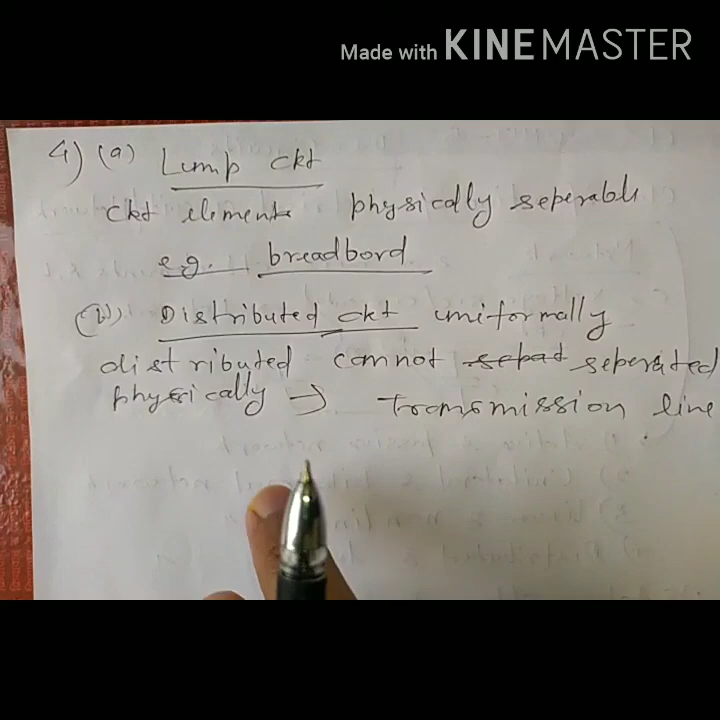 Made with KINEMASTER
4) (a) Lump ckt
ckt elements physically seperable
e.g. breadbord
(b) Distributed ckt uniformally
distributed cannot sepat seperated
physically → Transmission line